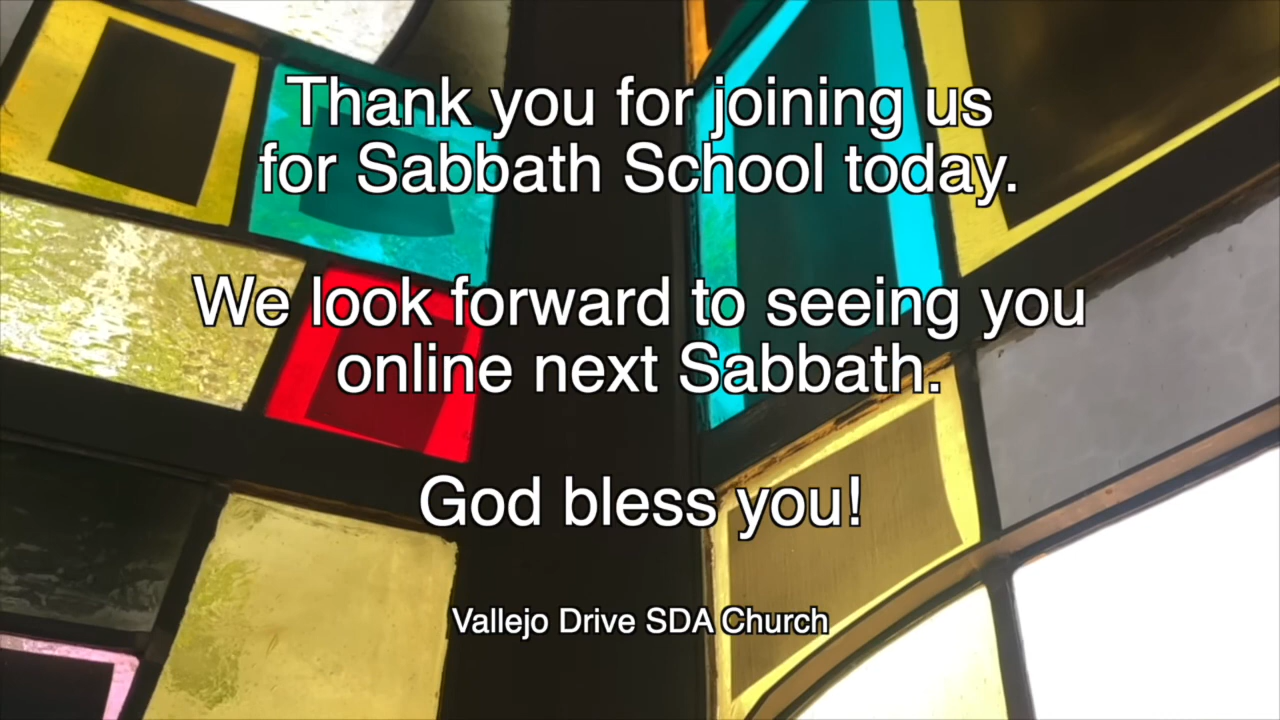 Thank you for joining us
for Sabbath School today.
We look forward to seeing you
online next Sabbath.
God bless you!
Vallejo Drive SDA Church